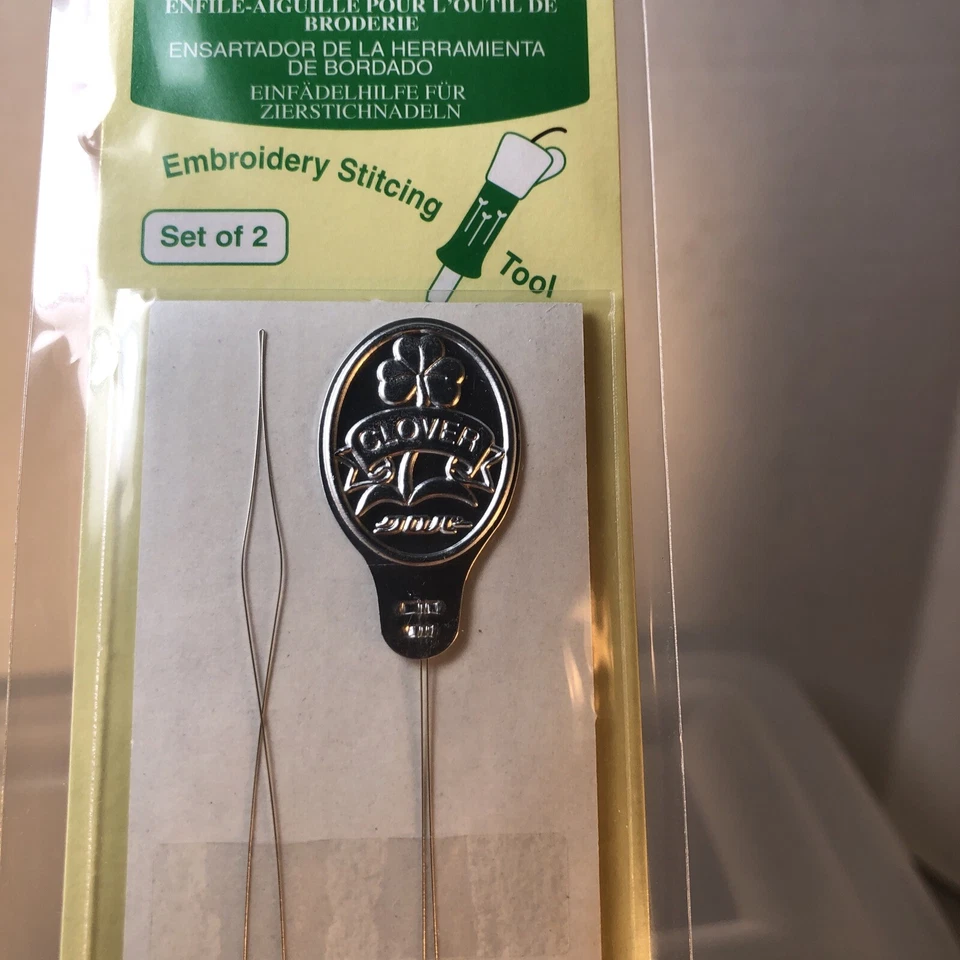 ENFILE-AIGUILLE POUR L'OUTIL DE
BRODERIE
ENSARTADOR DE LA HERRAMIENTA
DE BORDADO
EINFÄDELHILFE FÜR
ZIERSTICHNADELN
Embroidery Stitcing
Tool
Set of 2
CLOVER